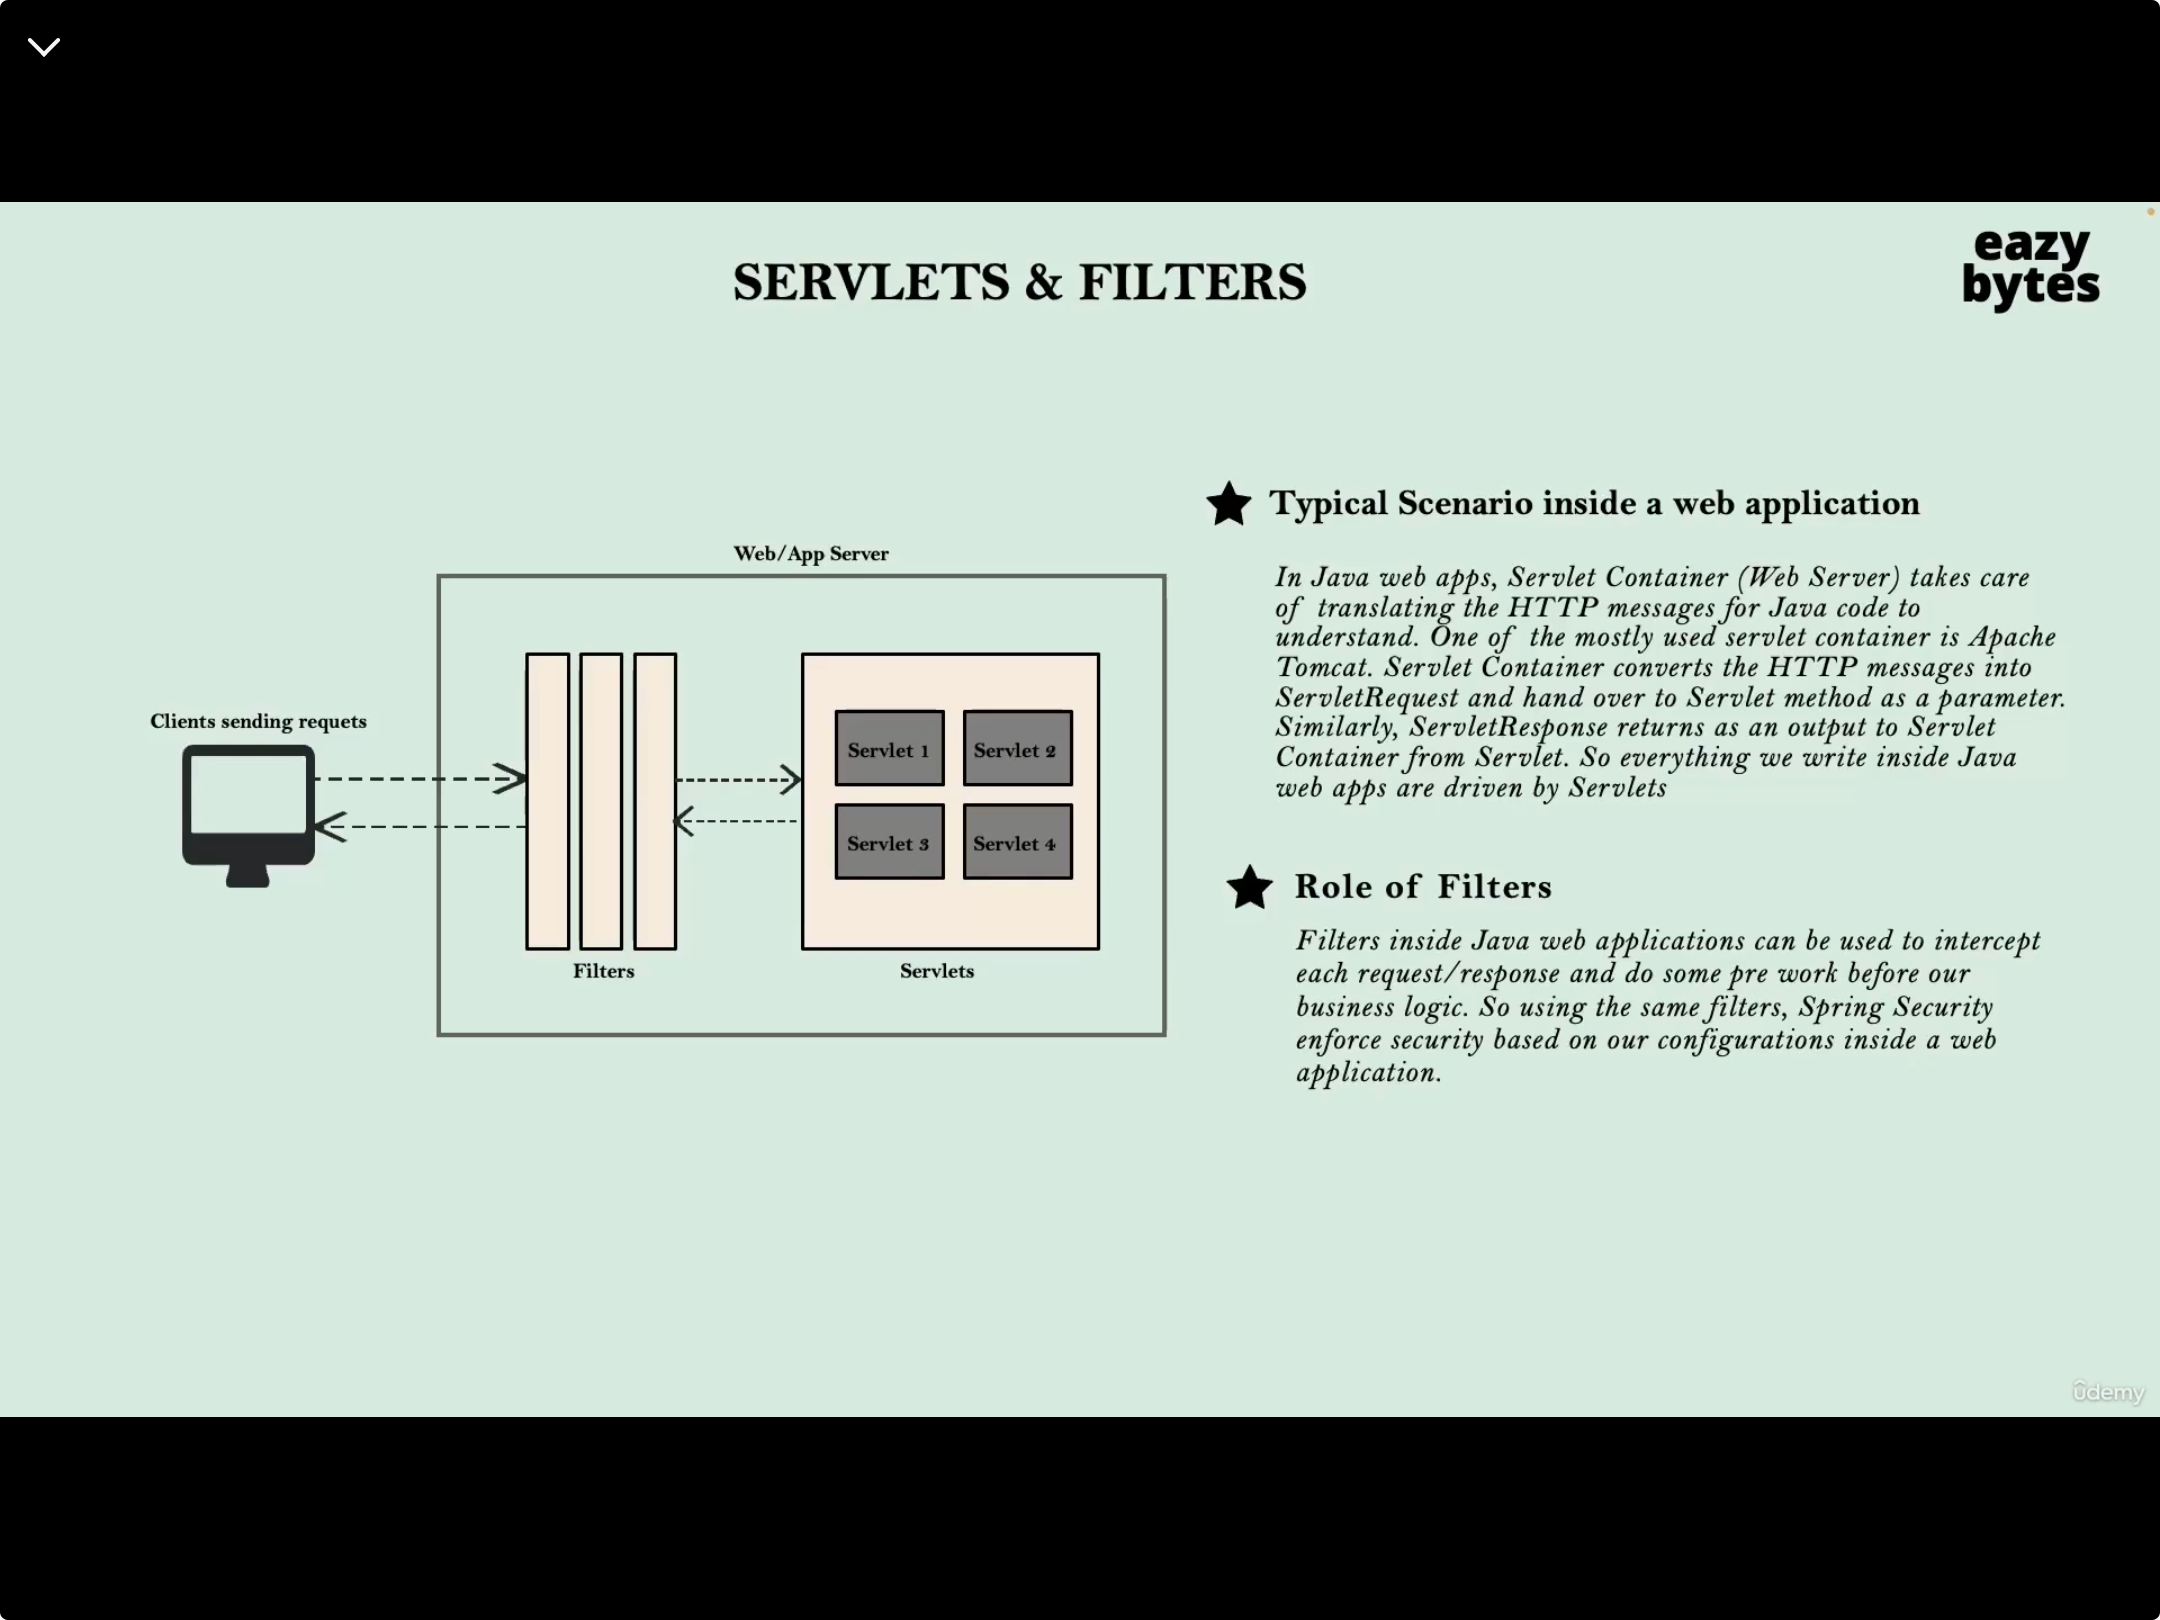 SERVLETS & FILTERS
eazy
bytes
Typical Scenario inside a web application
In Java web apps, Servlet Container (Web Server) takes care
of translating the HTTP messages for Java code to
understand. One of the mostly used servlet container is Apache
Tomcat. Servlet Container converts the HTTP messages into
ServletRequest and hand over to Servlet method as a parameter.
Similarly, ServletResponse returns as an output to Servlet
Container from Servlet. So everything we write inside Java
web apps are driven by Servlets
Role of Filters
Filters inside Java web applications can be used to intercept
each request/response and do some pre work before our
business logic. So using the same filters, Spring Security
enforce security based on our configurations inside a web
application.
Web/App Server
Clients sending requets
Servlet 1
Servlet 2
Servlet 3
Servlet 4
Filters
Servlets
ûdemy